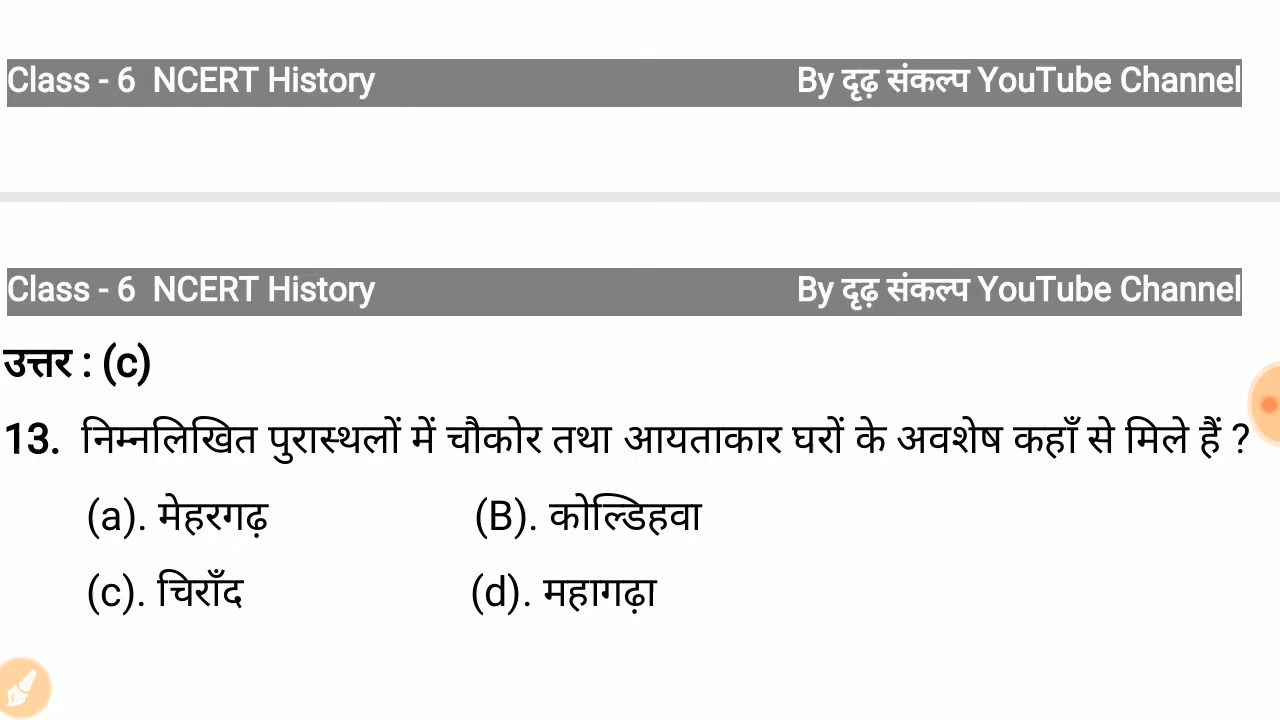 Class - 6  NCERT History By दृढ़ संकल्प YouTube Channel
Class - 6  NCERT History By दृढ़ संकल्प YouTube Channel
उत्तर : (c)
13. निम्नलिखित पुरास्थलों में चौकोर तथा आयताकार घरों के अवशेष कहाँ से मिले हैं ?
(a). मेहरगढ़ (B). कोल्डिहवा
(c). चिराँद (d). महागढ़ा